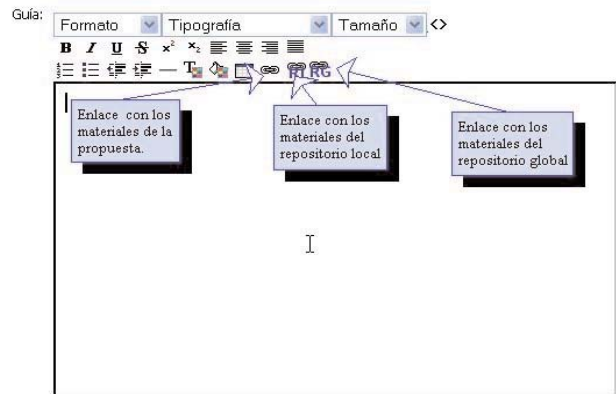 Guía:
Formato Tipografía Tamaño <>
B I U S x² x₂
T
RL RG
Enlace con los
materiales de la
propuesta.
Enlace con los
materiales del
repositorio local
Enlace con los
materiales del
repositorio global